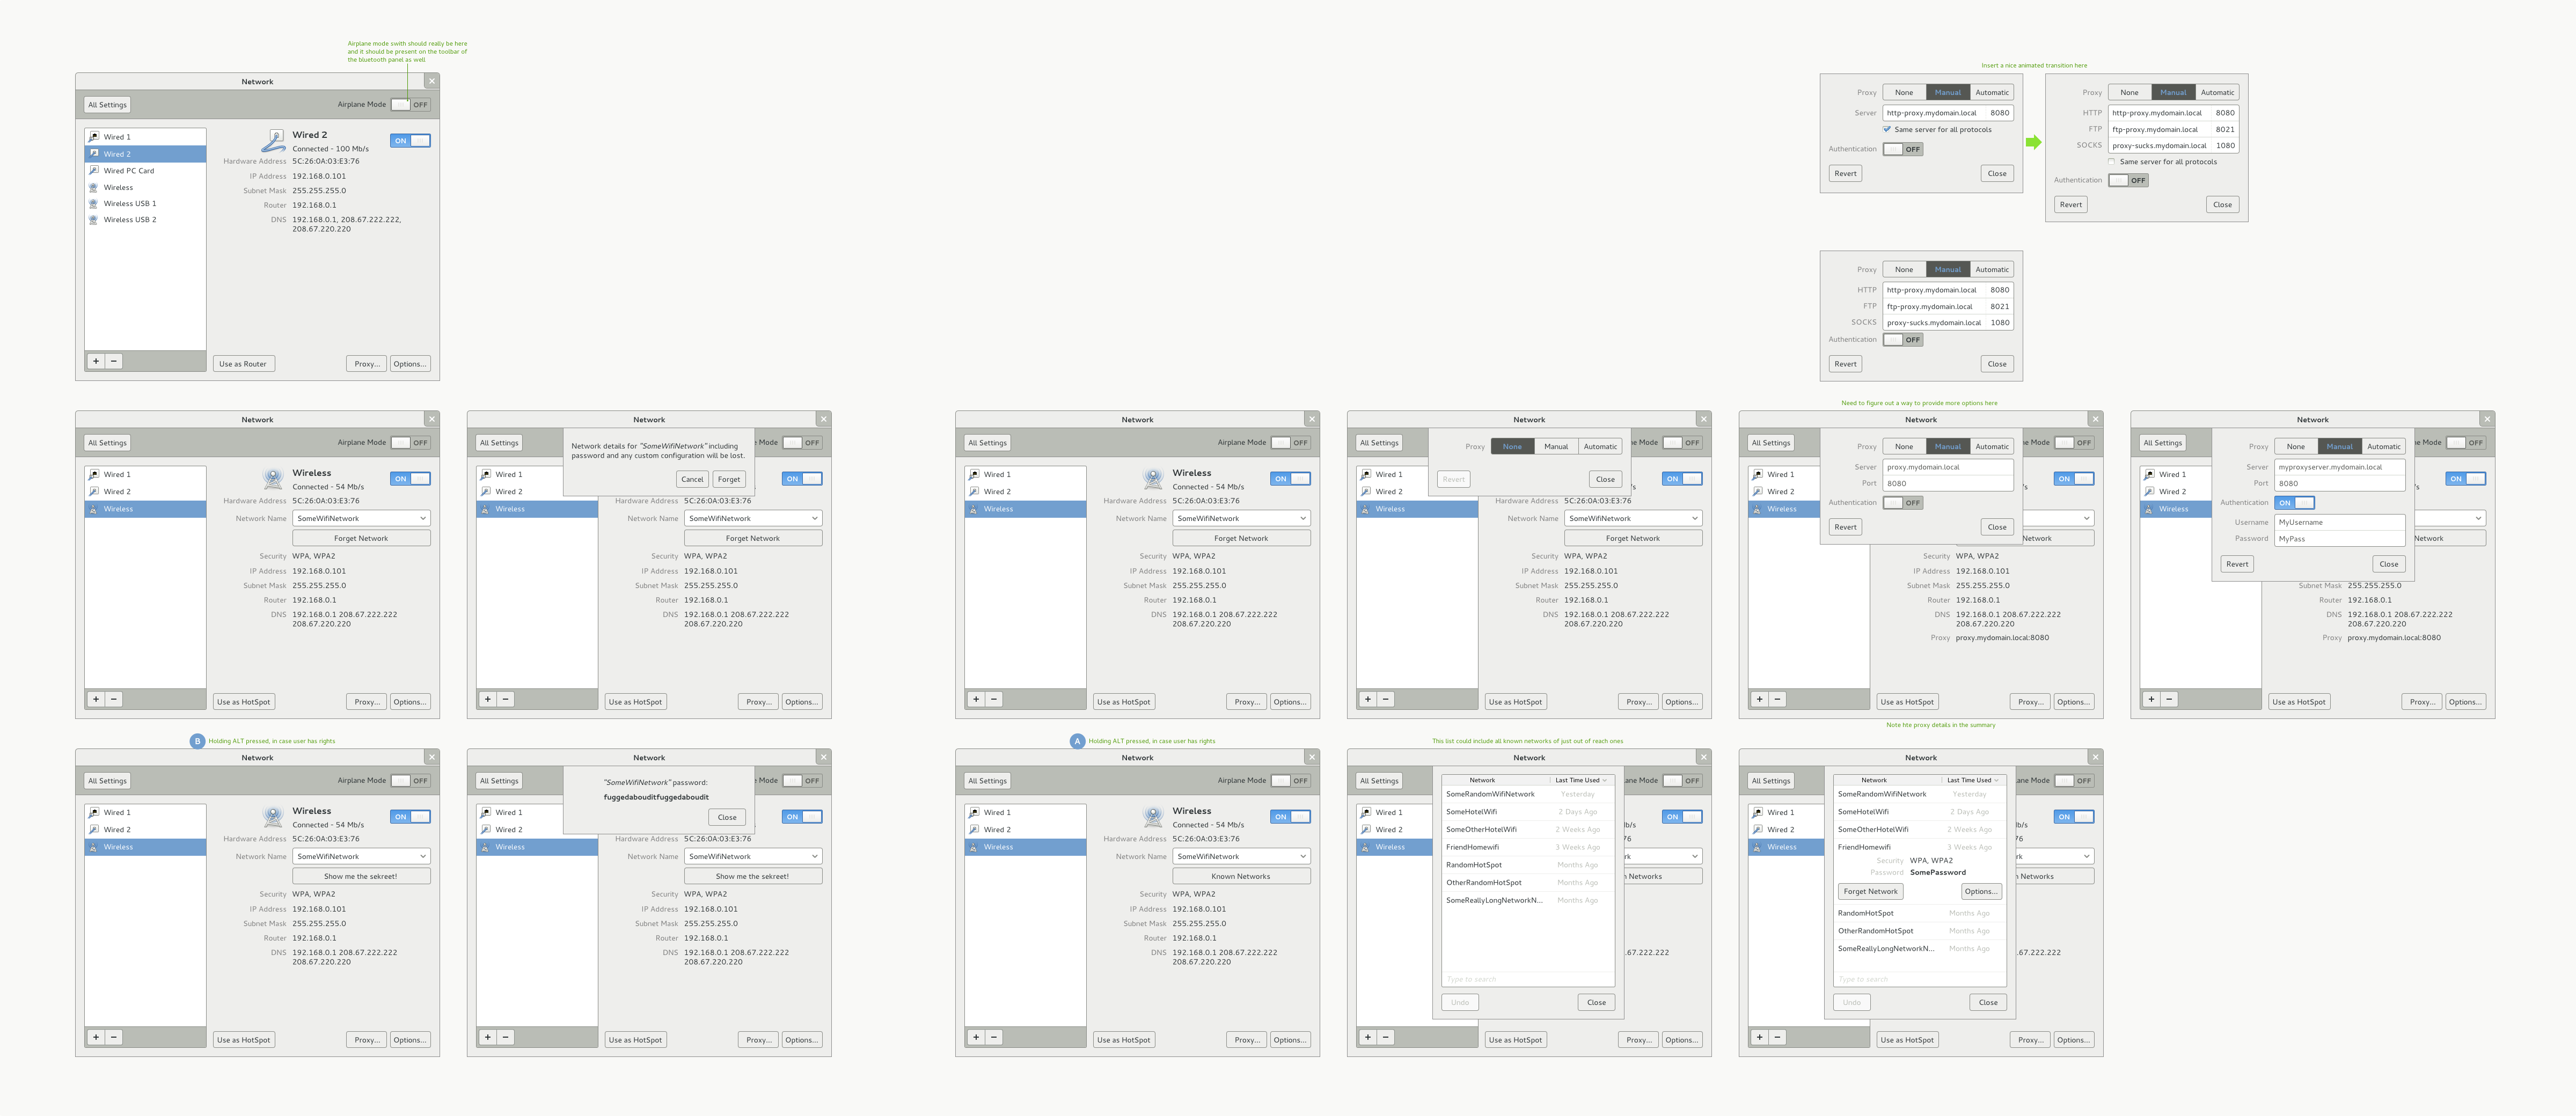 Airplane mode swith should really be here
and it should be present on the toolbar of
the bluetooth panel as well
Network
All Settings
Airplane Mode OFF
Wired 1
Wired 2
Wired PC Card
Wireless
Wireless USB 1
Wireless USB 2
Wired 2
Connected - 100 Mb/s
ON
Hardware Address 5C:26:0A:03:E3:76
IP Address 192.168.0.101
Subnet Mask 255.255.255.0
Router 192.168.0.1
DNS 192.168.0.1, 208.67.222.222,
208.67.220.220
+ −
Use as Router
Proxy... Options...
Insert a nice animated transition here
Proxy None Manual Automatic
Server http-proxy.mydomain.local 8080
Same server for all protocols
Authentication OFF
Revert Close
Proxy None Manual Automatic
HTTP http-proxy.mydomain.local 8080
FTP ftp-proxy.mydomain.local 8021
SOCKS proxy-sucks.mydomain.local 1080
Same server for all protocols
Authentication OFF
Revert Close
Proxy None Manual Automatic
HTTP http-proxy.mydomain.local 8080
FTP ftp-proxy.mydomain.local 8021
SOCKS proxy-sucks.mydomain.local 1080
Authentication OFF
Revert Close
Network
All Settings
Airplane Mode OFF
Wired 1
Wired 2
Wireless
Wireless
Connected - 54 Mb/s
ON
Hardware Address 5C:26:0A:03:E3:76
Network Name SomeWifiNetwork
Forget Network
Security WPA, WPA2
IP Address 192.168.0.101
Subnet Mask 255.255.255.0
Router 192.168.0.1
DNS 192.168.0.1 208.67.222.222
208.67.220.220
+ −
Use as HotSpot
Proxy... Options...
Network
All Settings
e Mode OFF
Network details for "SomeWifiNetwork" including
password and any custom configuration will be lost.
Cancel Forget
Wired 1
Wired 2
Wireless
ON
Hardware Address 5C:26:0A:03:E3:76
Network Name SomeWifiNetwork
Forget Network
Security WPA, WPA2
IP Address 192.168.0.101
Subnet Mask 255.255.255.0
Router 192.168.0.1
DNS 192.168.0.1 208.67.222.222
208.67.220.220
+ −
Use as HotSpot
Proxy... Options...
Network
All Settings
Airplane Mode OFF
Wired 1
Wired 2
Wireless
Wireless
Connected - 54 Mb/s
ON
Hardware Address 5C:26:0A:03:E3:76
Network Name SomeWifiNetwork
Forget Network
Security WPA, WPA2
IP Address 192.168.0.101
Subnet Mask 255.255.255.0
Router 192.168.0.1
DNS 192.168.0.1 208.67.222.222
208.67.220.220
+ −
Use as HotSpot
Proxy... Options...
Network
All Settings
Airplane Mode OFF
Proxy None Manual Automatic
Revert Close
Wired 1
Wired 2
Wireless
ON
Hardware Address 5C:26:0A:03:E3:76
Network Name SomeWifiNetwork
Forget Network
Security WPA, WPA2
IP Address 192.168.0.101
Subnet Mask 255.255.255.0
Router 192.168.0.1
DNS 192.168.0.1 208.67.222.222
208.67.220.220
+ −
Use as HotSpot
Proxy... Options...
Need to figure out a way to provide more options here
Network
All Settings
ne Mode OFF
Proxy None Manual Automatic
Server proxy.mydomain.local
Port 8080
Authentication OFF
Revert Close
Wired 1
Wired 2
Wireless
ON
Network
Security WPA, WPA2
IP Address 192.168.0.101
Subnet Mask 255.255.255.0
Router 192.168.0.1
DNS 192.168.0.1 208.67.222.222
208.67.220.220
Proxy proxy.mydomain.local:8080
+ −
Use as HotSpot
Proxy... Options...
Note hte proxy details in the summary
Network
All Settings
ne Mode OFF
Proxy None Manual Automatic
Server myproxyserver.mydomain.local
Port 8080
Authentication ON
Username MyUsername
Password MyPass
Revert Close
Wired 1
Wired 2
Wireless
ON
Network
Subnet Mask 255.255.255.0
Router 192.168.0.1
DNS 192.168.0.1 208.67.222.222
208.67.220.220
Proxy proxy.mydomain.local:8080
+ −
Use as HotSpot
Proxy... Options...
B Holding ALT pressed, in case user has rights
Network
All Settings
Airplane Mode OFF
Wired 1
Wired 2
Wireless
Wireless
Connected - 54 Mb/s
ON
Hardware Address 5C:26:0A:03:E3:76
Network Name SomeWifiNetwork
Show me the sekreet!
Security WPA, WPA2
IP Address 192.168.0.101
Subnet Mask 255.255.255.0
Router 192.168.0.1
DNS 192.168.0.1 208.67.222.222
208.67.220.220
+ −
Use as HotSpot
Proxy... Options...
Network
All Settings
e Mode OFF
"SomeWifiNetwork" password:
fuggedabouditfuggedaboudit
Close
Wired 1
Wired 2
Wireless
ON
Hardware Address 5C:26:0A:03:E3:76
Network Name SomeWifiNetwork
Show me the sekreet!
Security WPA, WPA2
IP Address 192.168.0.101
Subnet Mask 255.255.255.0
Router 192.168.0.1
DNS 192.168.0.1 208.67.222.222
208.67.220.220
+ −
Use as HotSpot
Proxy... Options...
A Holding ALT pressed, in case user has rights
Network
All Settings
Airplane Mode OFF
Wired 1
Wired 2
Wireless
Wireless
Connected - 54 Mb/s
ON
Hardware Address 5C:26:0A:03:E3:76
Network Name SomeWifiNetwork
Known Networks
Security WPA, WPA2
IP Address 192.168.0.101
Subnet Mask 255.255.255.0
Router 192.168.0.1
DNS 192.168.0.1 208.67.222.222
208.67.220.220
+ −
Use as HotSpot
Proxy... Options...
This list could include all known networks of just out of reach ones
Network
All Settings
ane Mode OFF
Network Last Time Used
SomeRandomWifiNetwork Yesterday
SomeHotelWifi 2 Days Ago
SomeOtherHotelWifi 2 Weeks Ago
FriendHomewifi 3 Weeks Ago
RandomHotSpot Months Ago
OtherRandomHotSpot Months Ago
SomeReallyLongNetworkN... Months Ago
Type to search
Undo Close
Wired 1
Wired 2
Wireless
ON
b/s
76
rk
n Networks
.67.222.222
+ −
Use as HotSpot
Proxy... Options...
Network
All Settings
ane Mode OFF
Network Last Time Used
SomeRandomWifiNetwork Yesterday
SomeHotelWifi 2 Days Ago
SomeOtherHotelWifi 2 Weeks Ago
FriendHomewifi 3 Weeks Ago
Security WPA, WPA2
Password SomePassword
Forget Network Options...
RandomHotSpot Months Ago
OtherRandomHotSpot Months Ago
SomeReallyLongNetworkN... Months Ago
Type to search
Undo Close
Wired 1
Wired 2
Wireless
ON
b/s
76
rk
n Networks
.67.222.222
+ −
Use as HotSpot
Proxy... Options...